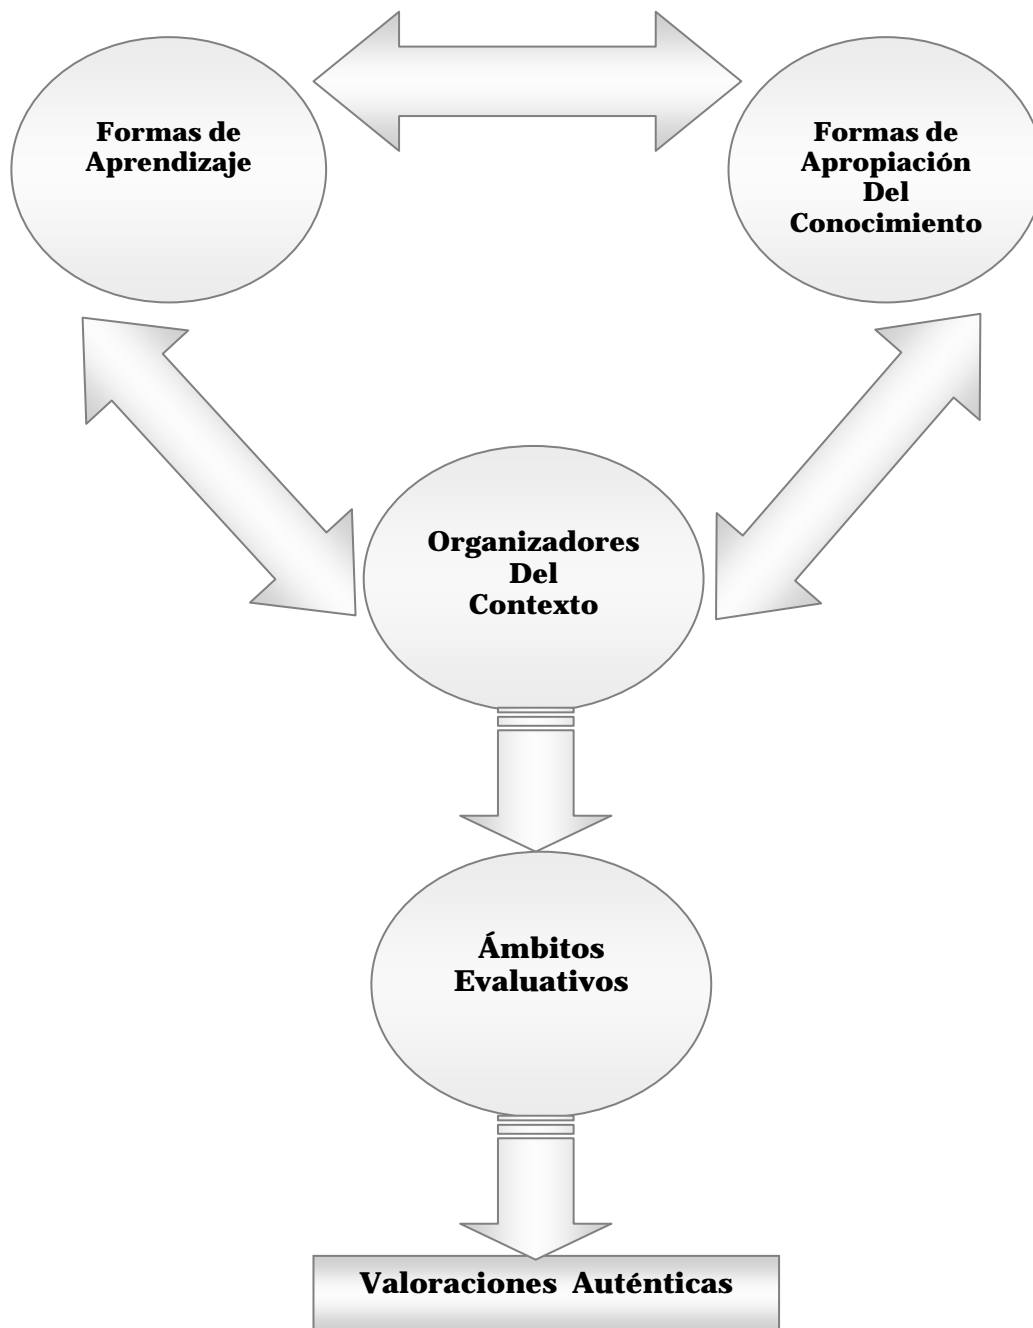 Formas de
Aprendizaje
Formas de
Apropiación
Del
Conocimiento
Organizadores
Del
Contexto
Ámbitos
Evaluativos
Valoraciones Auténticas